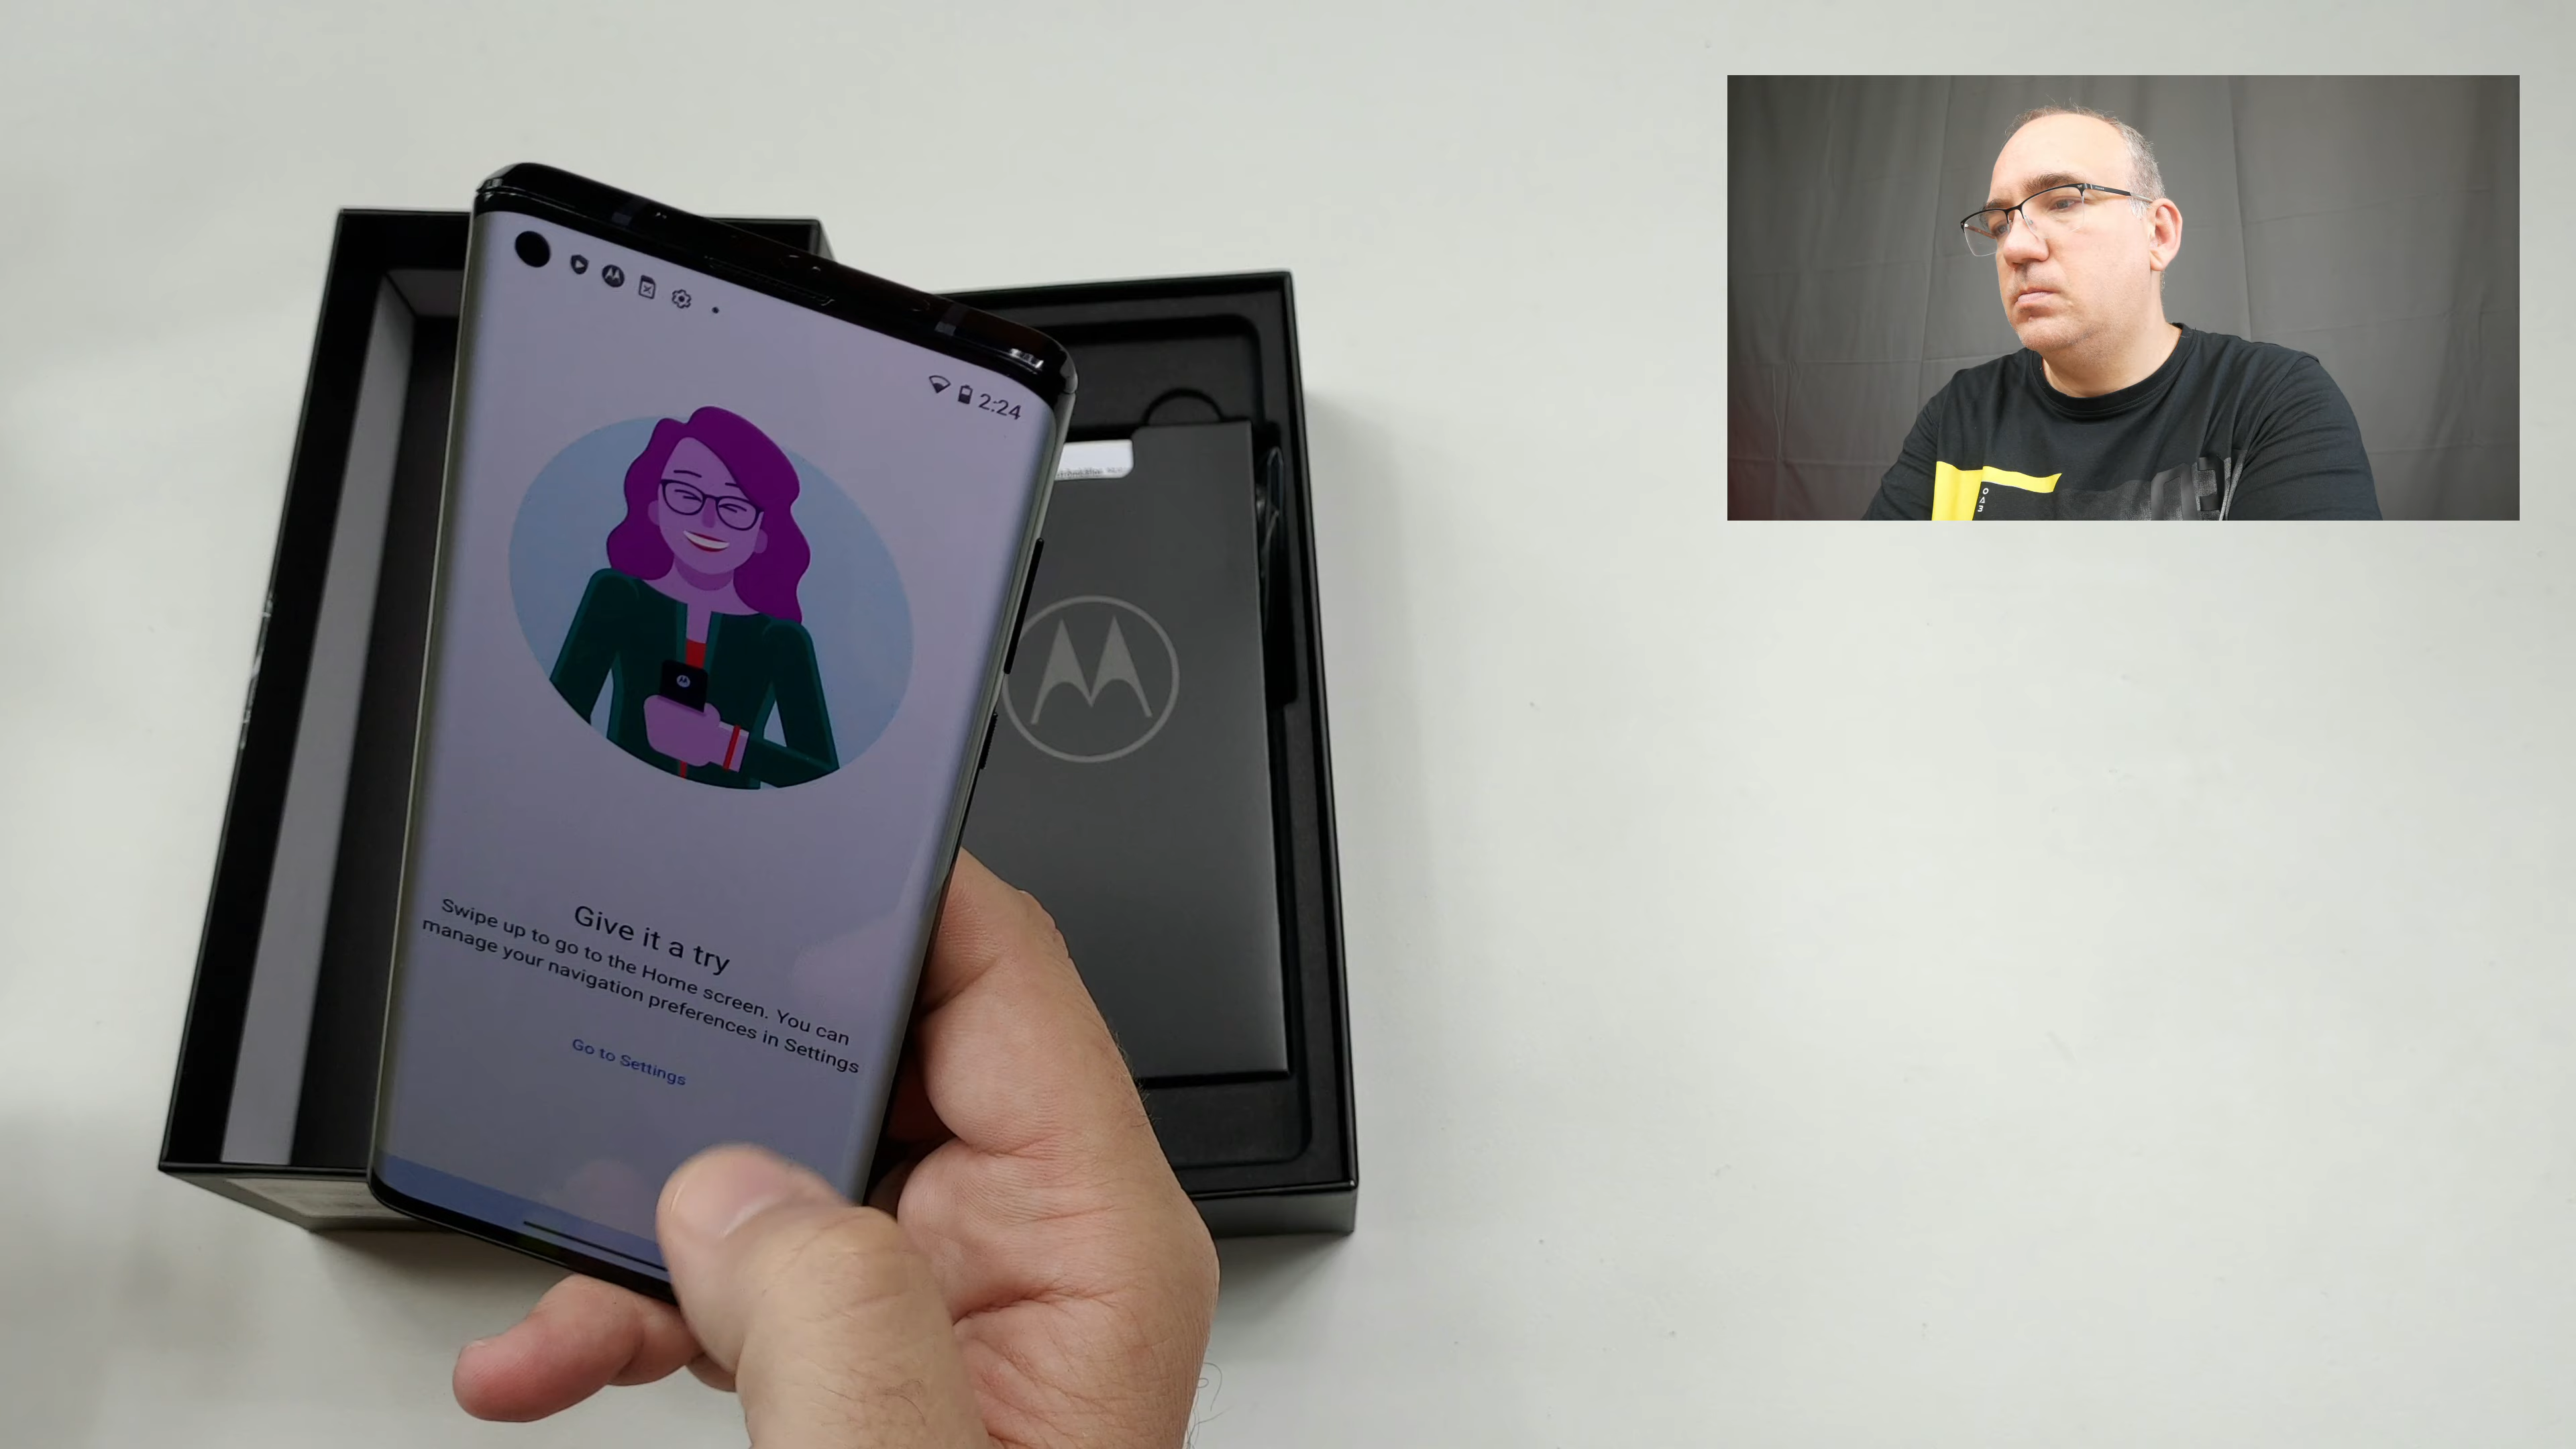 2:24
Give it a try
Swipe up to go to the Home screen. You can
manage your navigation preferences in Settings
Go to Settings